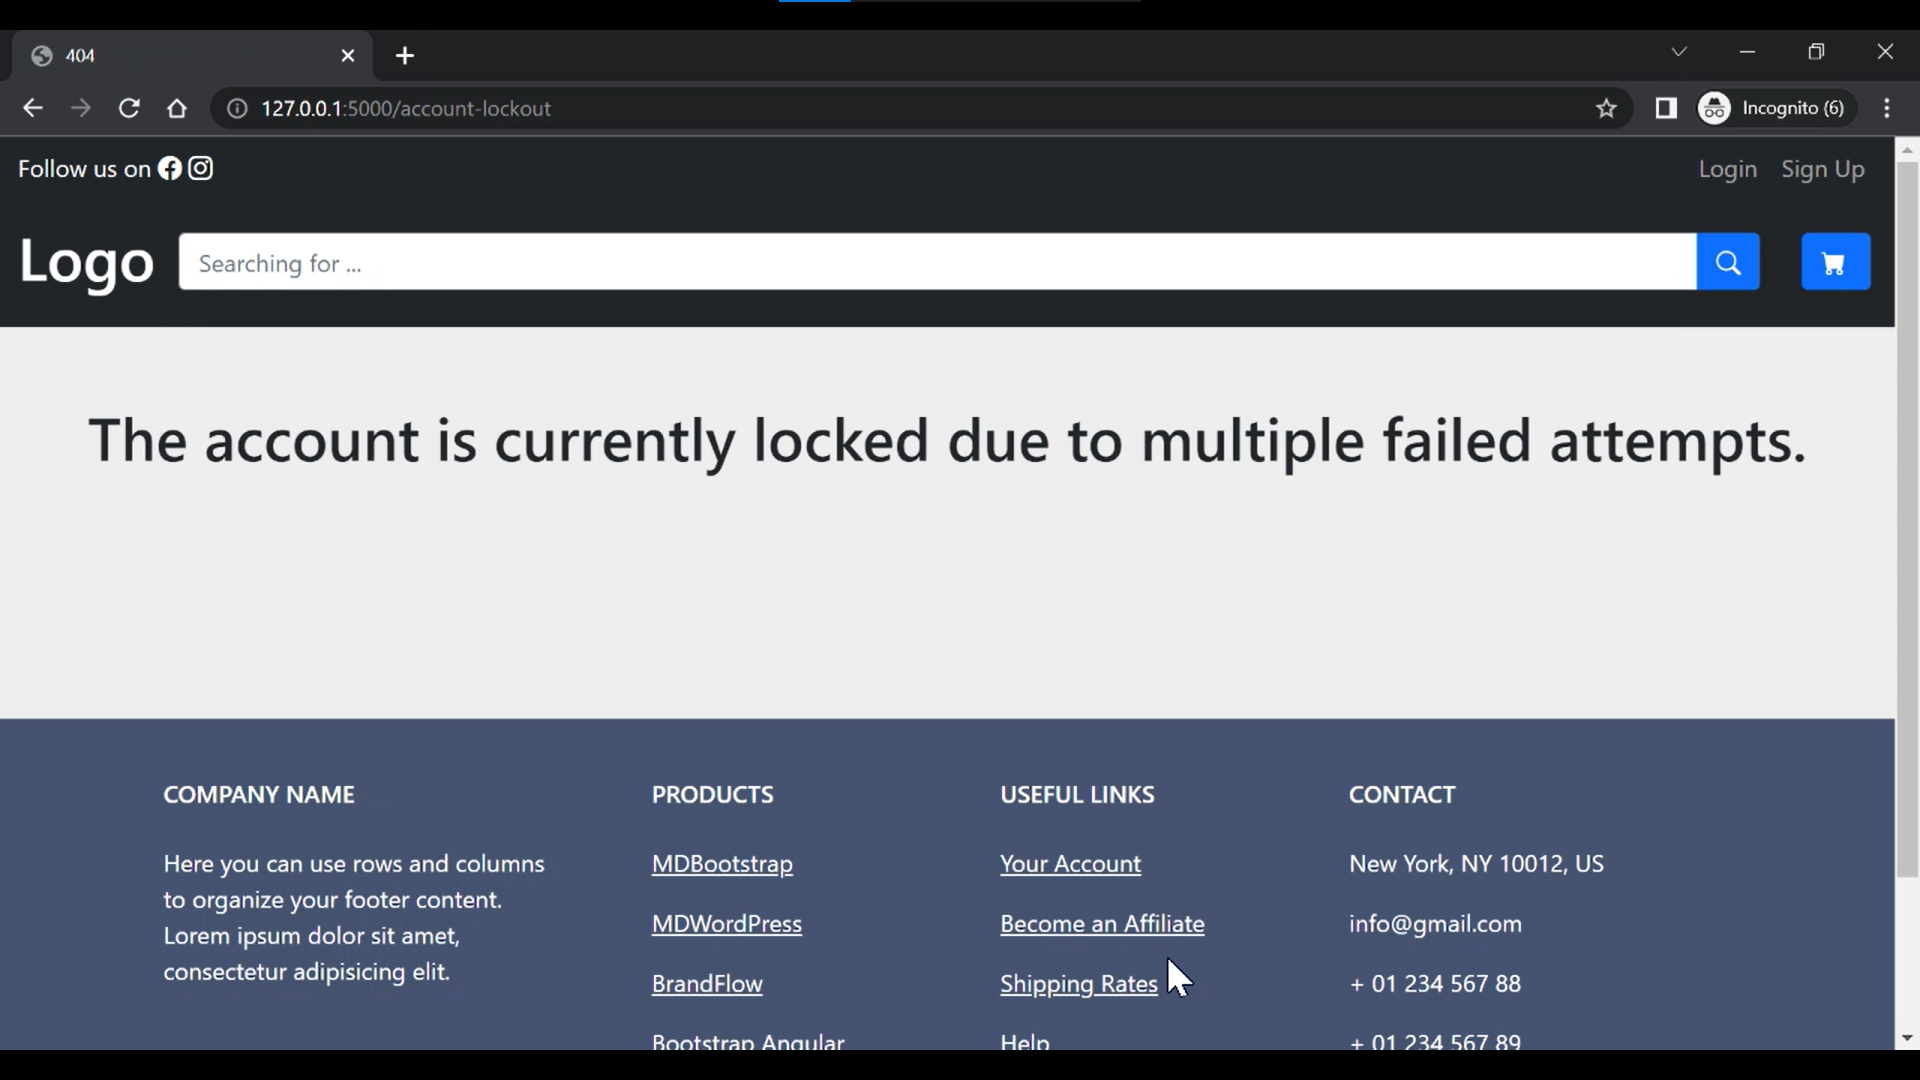 404
127.0.0.1:5000/account-lockout
Incognito (6)
Follow us on
Login Sign Up
Logo
Searching for ...
The account is currently locked due to multiple failed attempts.
COMPANY NAME
Here you can use rows and columns
to organize your footer content.
Lorem ipsum dolor sit amet,
consectetur adipisicing elit.
PRODUCTS
MDBootstrap
MDWordPress
BrandFlow
Bootstrap Angular
USEFUL LINKS
Your Account
Become an Affiliate
Shipping Rates
Help
CONTACT
New York, NY 10012, US
info@gmail.com
+ 01 234 567 88
+ 01 234 567 89